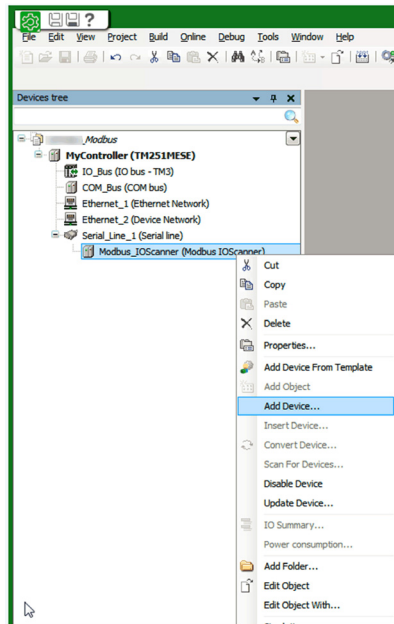 ?
File Edit View Project Build Online Debug Tools Window Help
Devices tree
_Modbus
MyController (TM251MESE)
IO_Bus (IO bus - TM3)
COM_Bus (COM bus)
Ethernet_1 (Ethernet Network)
Ethernet_2 (Device Network)
Serial_Line_1 (Serial line)
Modbus_IOScanner (Modbus IOScanner)
Cut
Copy
Paste
Delete
Properties...
Add Device From Template
Add Object
Add Device...
Insert Device...
Convert Device...
Scan For Devices...
Disable Device
Update Device...
IO Summary...
Power consumption...
Add Folder...
Edit Object
Edit Object With...